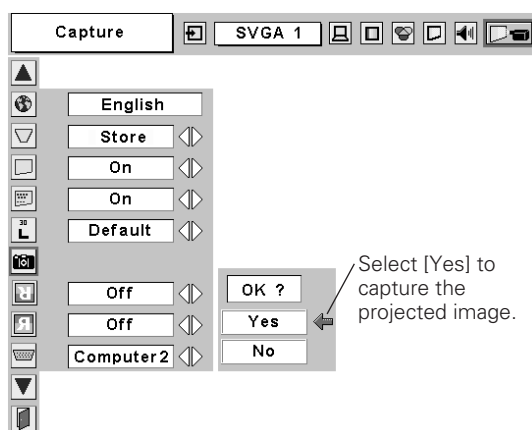 Capture
SVGA 1
English
Store
On
On
30
L
Default
Off
Off
Computer2
OK ?
Yes
No
Select [Yes] to
capture the
projected image.